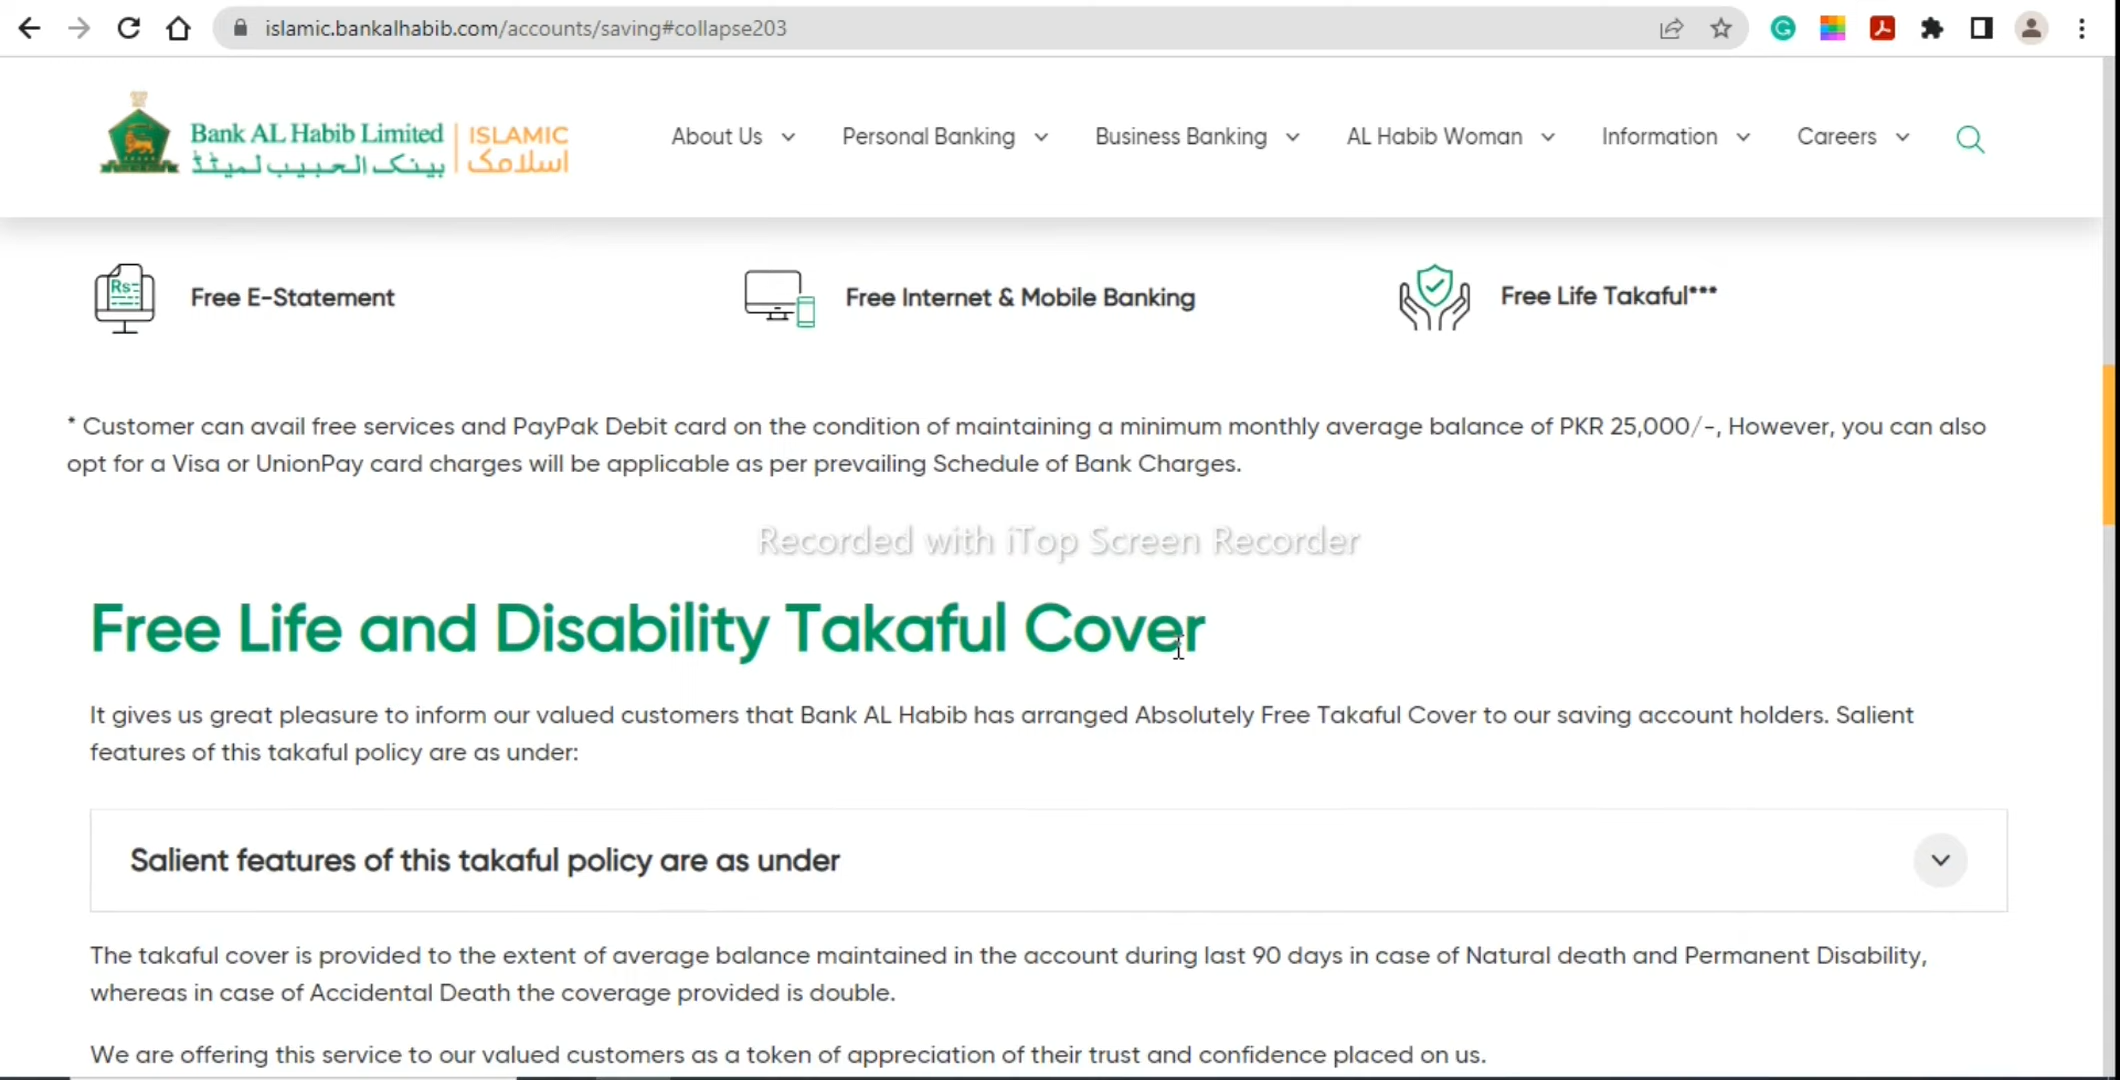 islamic.bankalhabib.com/accounts/saving#collapse203
Bank AL Habib Limited
ISLAMIC
بینک الحبیب لمیٹڈ
اسلامک
About Us
Personal Banking
Business Banking
AL Habib Woman
Information
Careers
Rs
Free E-Statement
Free Internet & Mobile Banking
Free Life Takaful***
* Customer can avail free services and PayPak Debit card on the condition of maintaining a minimum monthly average balance of PKR 25,000/-, However, you can also
opt for a Visa or UnionPay card charges will be applicable as per prevailing Schedule of Bank Charges.
Recorded with iTop Screen Recorder
Free Life and Disability Takaful Cover
It gives us great pleasure to inform our valued customers that Bank AL Habib has arranged Absolutely Free Takaful Cover to our saving account holders. Salient
features of this takaful policy are as under:
Salient features of this takaful policy are as under
The takaful cover is provided to the extent of average balance maintained in the account during last 90 days in case of Natural death and Permanent Disability,
whereas in case of Accidental Death the coverage provided is double.
We are offering this service to our valued customers as a token of appreciation of their trust and confidence placed on us.